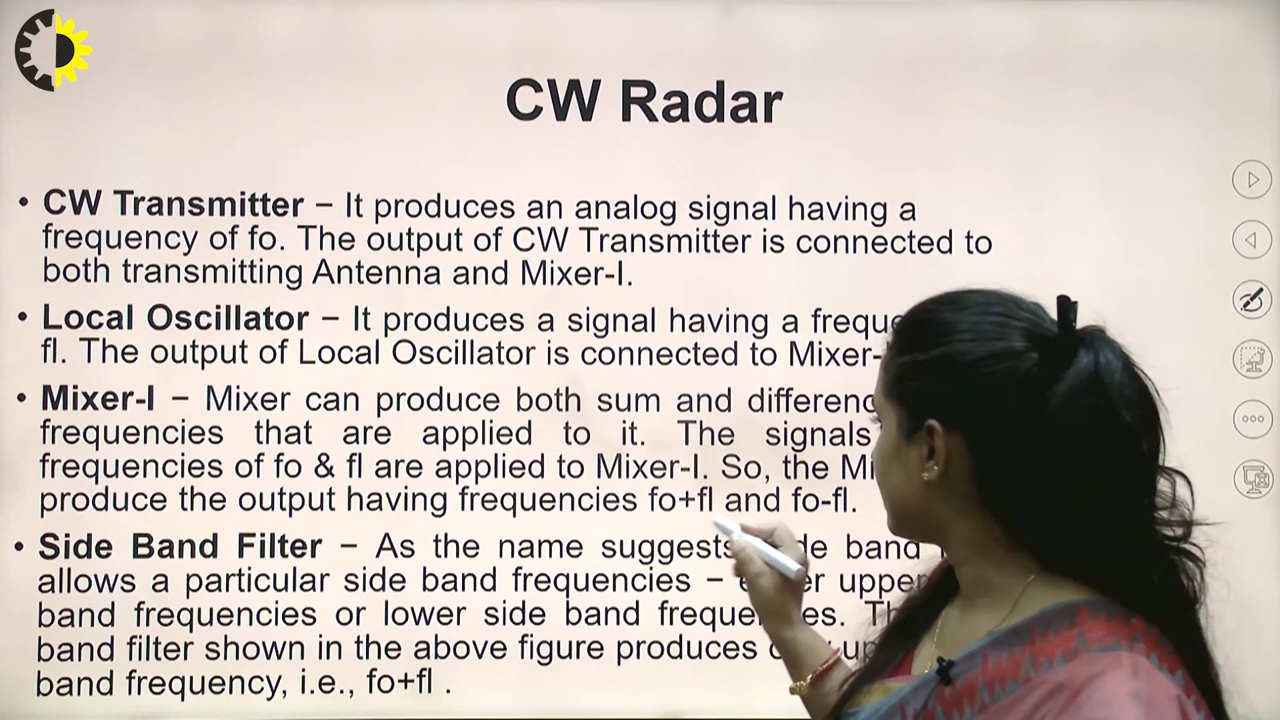 CW Radar
• CW Transmitter – It produces an analog signal having a
frequency of fo. The output of CW Transmitter is connected to
both transmitting Antenna and Mixer-I.
• Local Oscillator – It produces a signal having a
fl. The output of Local Oscillator is connected to
• Mixer-I – Mixer can produce both sum and
frequencies that are applied to it. The signals
frequencies of fo & fl are applied to Mixer-I. So, the
produce the output having frequencies fo+fl and fo-fl.
• Side Band Filter – As the name suggests band
allows a particular side band frequencies – upper
band frequencies or lower side band
band filter shown in the above figure produces
band frequency, i.e., fo+fl .